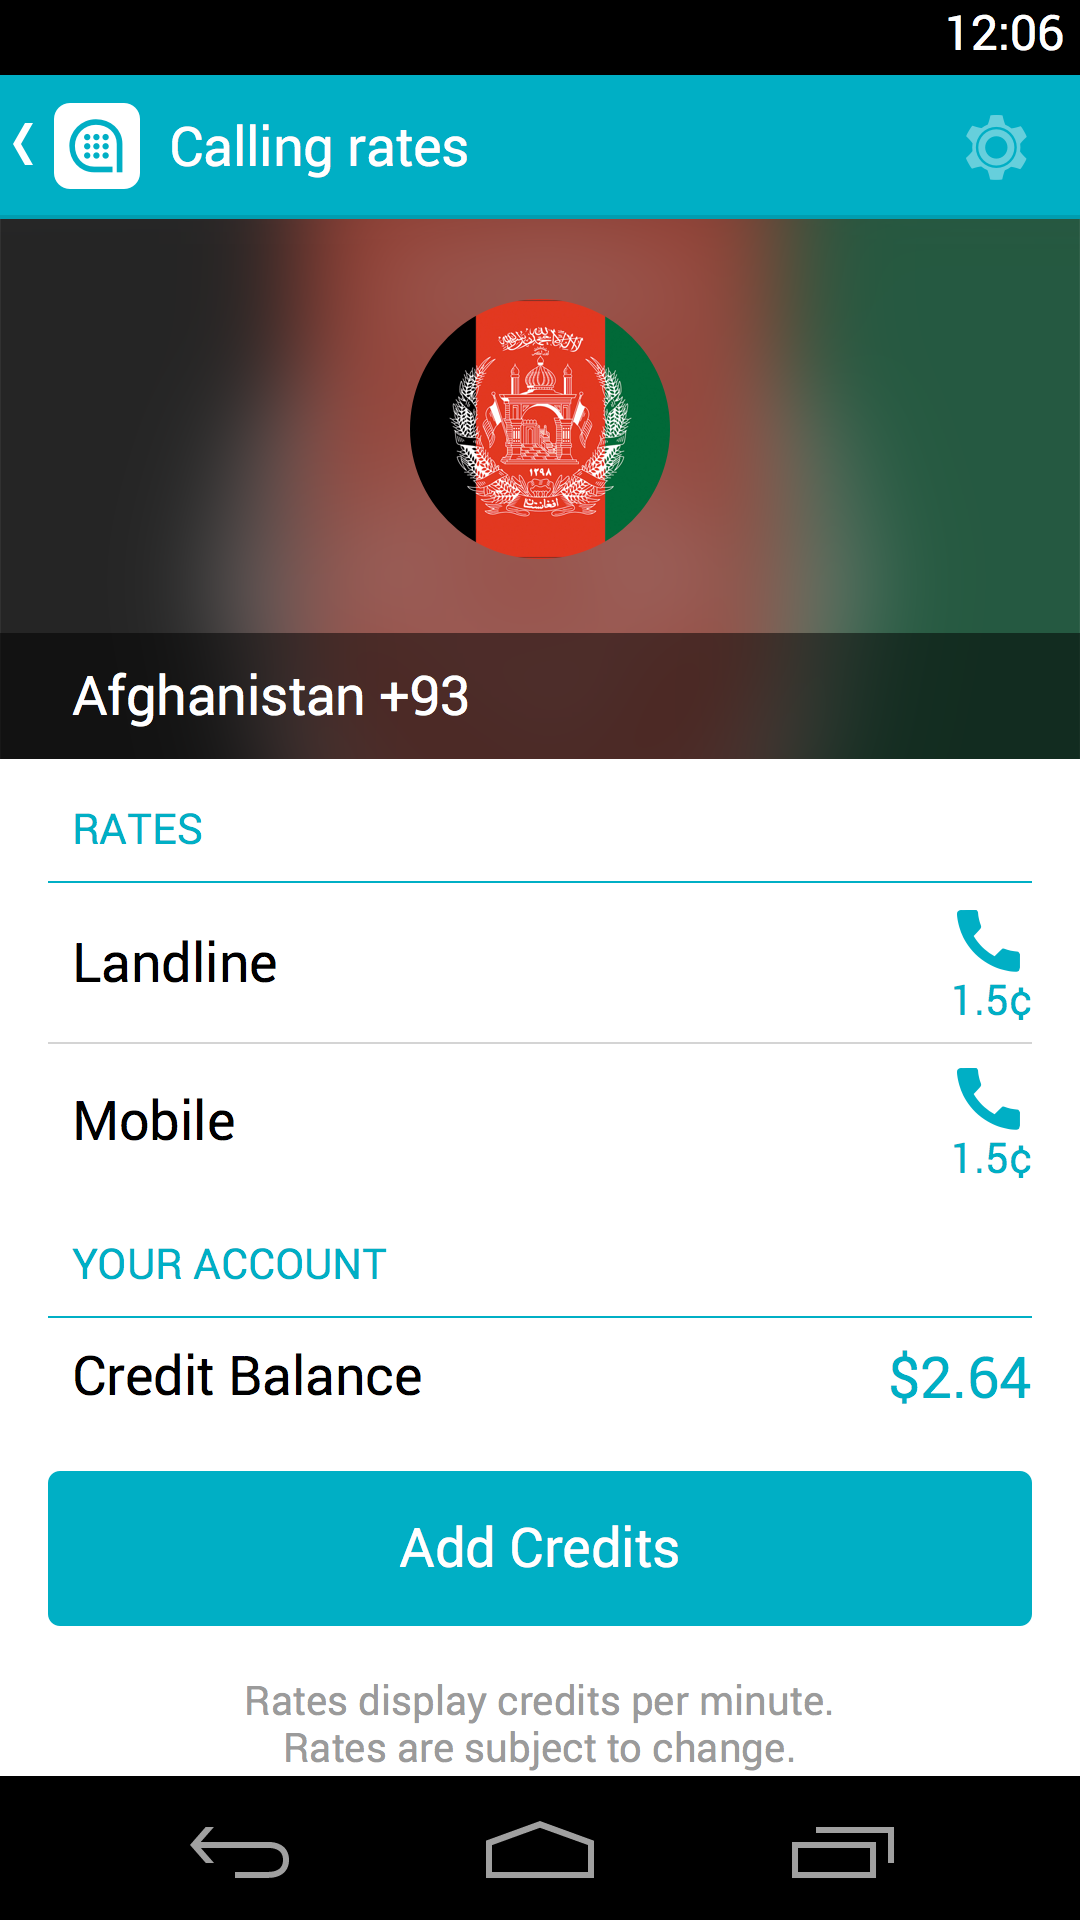 12:06
Calling rates
١٢٩٨
Afghanistan +93
RATES
Landline
1.5¢
Mobile
1.5¢
YOUR ACCOUNT
Credit Balance
$2.64
Add Credits
Rates display credits per minute.
Rates are subject to change.